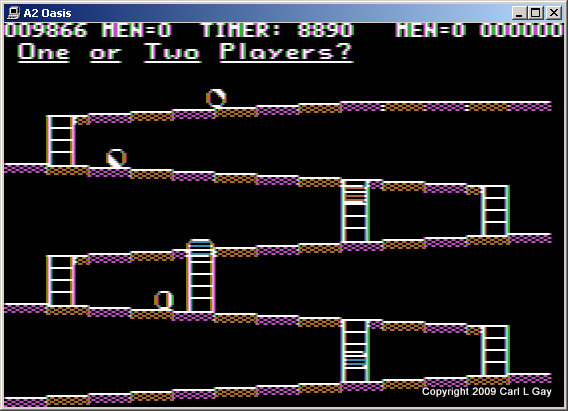 A2 Oasis
009866 MEN=0 TIMER: 8890 MEN=0 000000
One or Two Players?
Copyright 2009 Carl L Gay